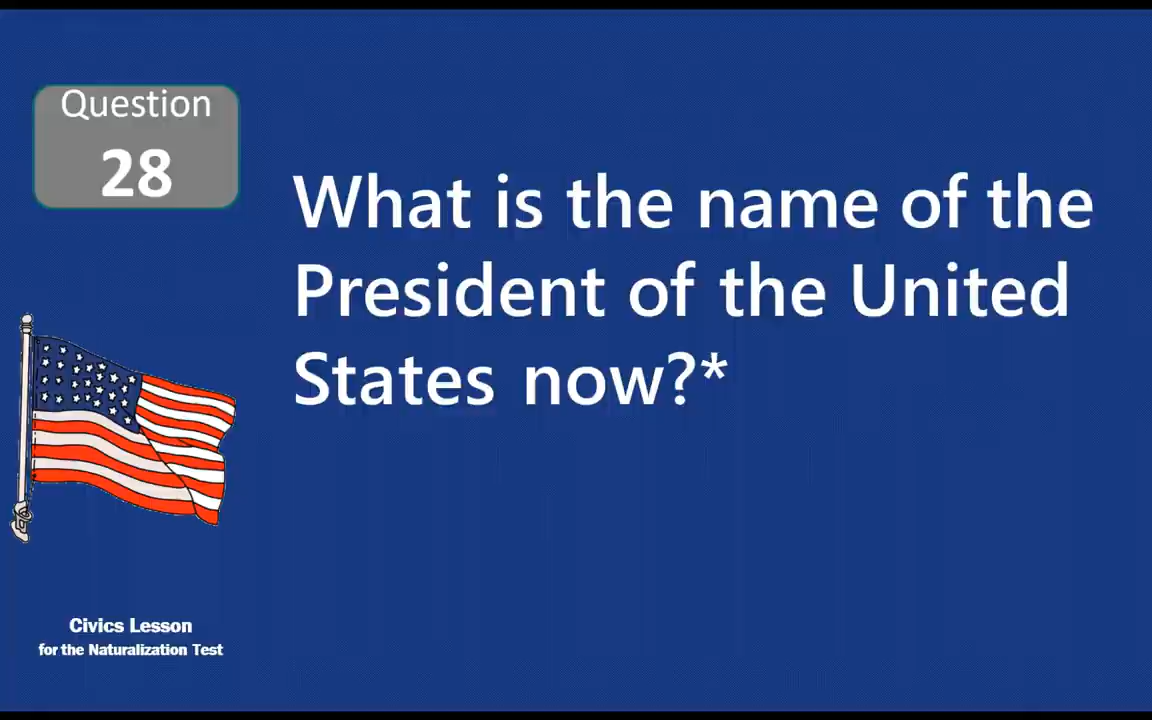 Question
28
What is the name of the
President of the United
States now?*
Civics Lesson
for the Naturalization Test